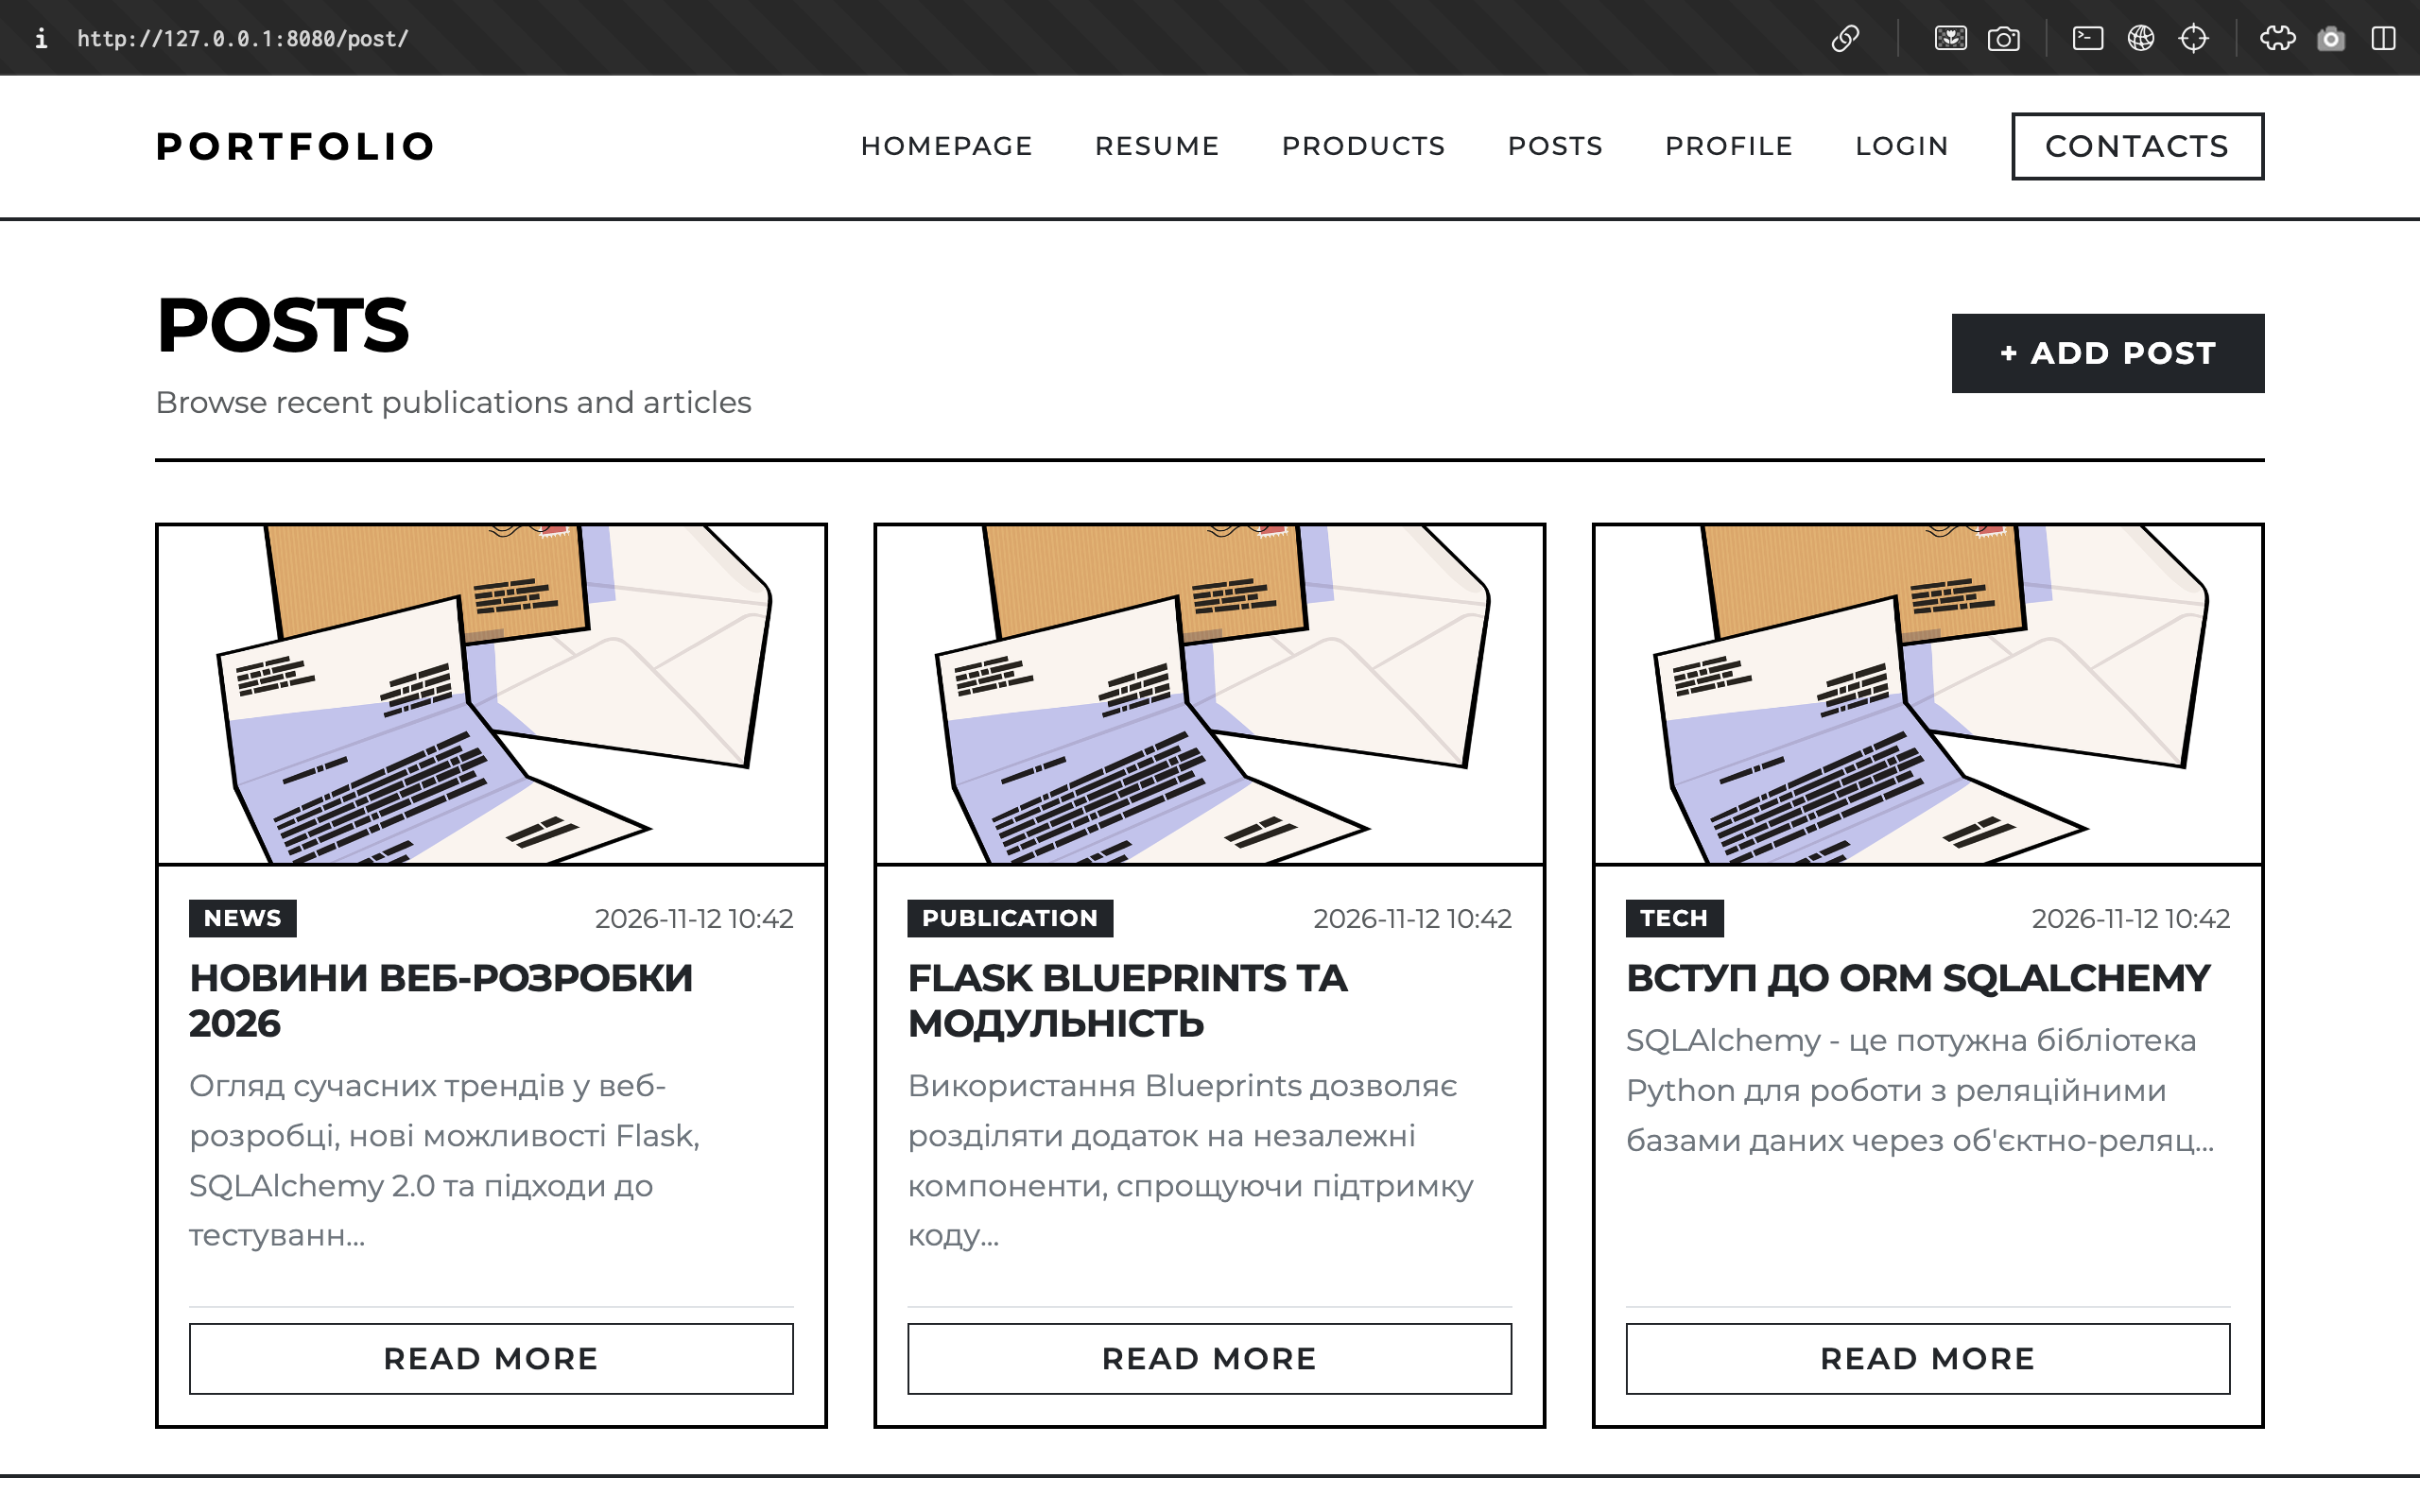 http://127.0.0.1:8080/post/
PORTFOLIO
HOMEPAGE RESUME PRODUCTS POSTS PROFILE LOGIN CONTACTS
POSTS
Browse recent publications and articles
+ ADD POST
NEWS 2026-11-12 10:42
НОВИНИ ВЕБ-РОЗРОБКИ
2026
Огляд сучасних трендів у веб-
розробці, нові можливості Flask,
SQLAlchemy 2.0 та підходи до
тестуванн...
READ MORE
PUBLICATION 2026-11-12 10:42
FLASK BLUEPRINTS ТА
МОДУЛЬНІСТЬ
Використання Blueprints дозволяє
розділяти додаток на незалежні
компоненти, спрощуючи підтримку
коду...
READ MORE
TECH 2026-11-12 10:42
ВСТУП ДО ORM SQLALCHEMY
SQLAlchemy - це потужна бібліотека
Python для роботи з реляційними
базами даних через об'єктно-реляц...
READ MORE